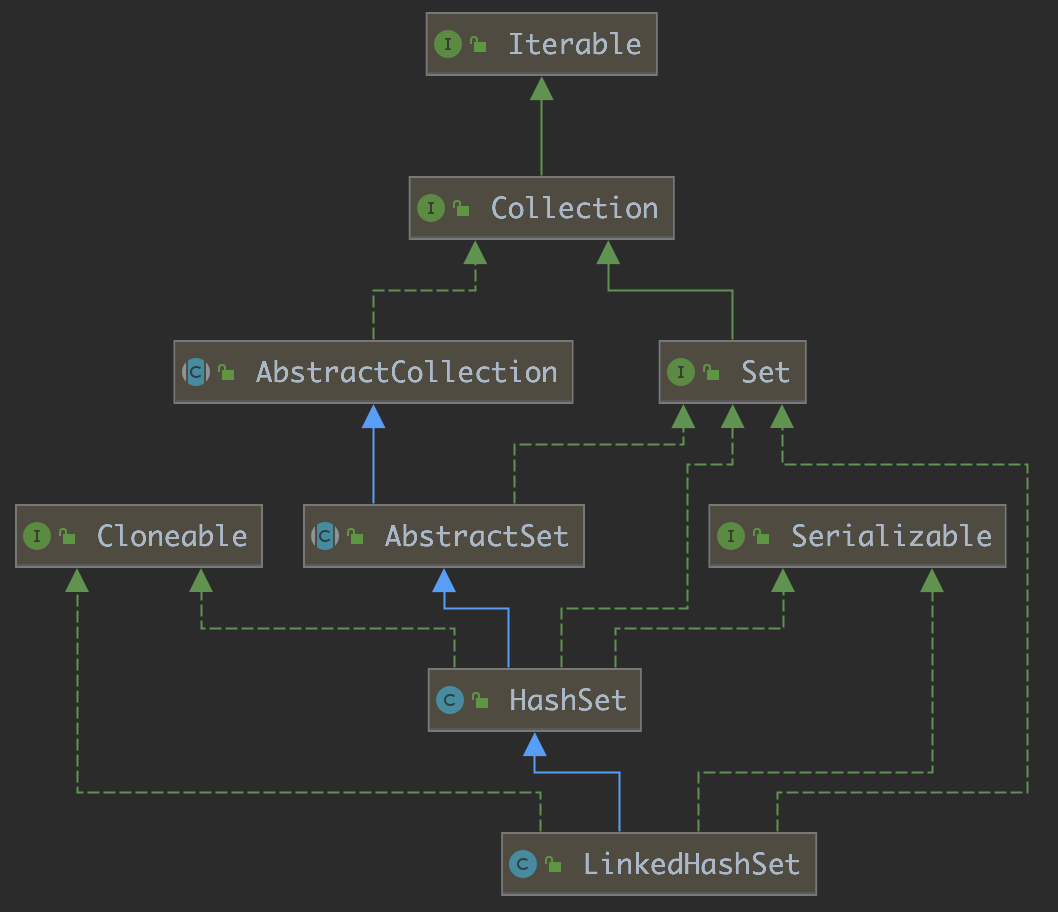 I Iterable
I Collection
C AbstractCollection
I Set
I Cloneable
C AbstractSet
I Serializable
C HashSet
C LinkedHashSet